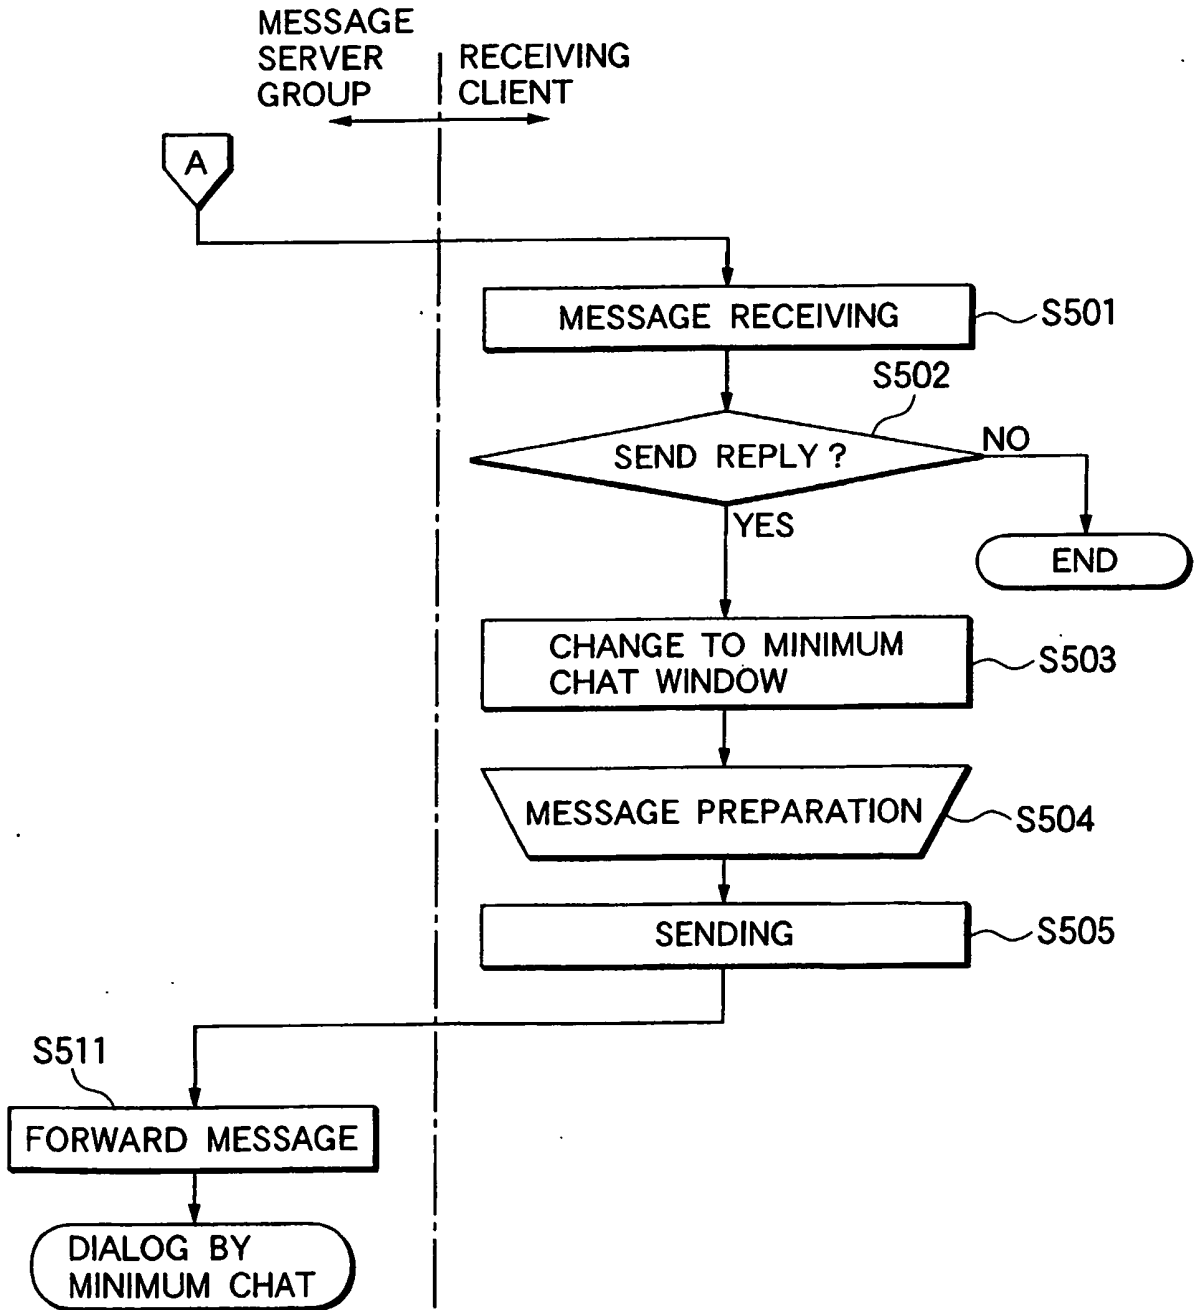 MESSAGE
SERVER
GROUP
RECEIVING
CLIENT
A
MESSAGE RECEIVING
S501
S502
SEND REPLY?
NO
YES
END
CHANGE TO MINIMUM
CHAT WINDOW
S503
MESSAGE PREPARATION
S504
SENDING
S505
S511
FORWARD MESSAGE
DIALOG BY
MINIMUM CHAT